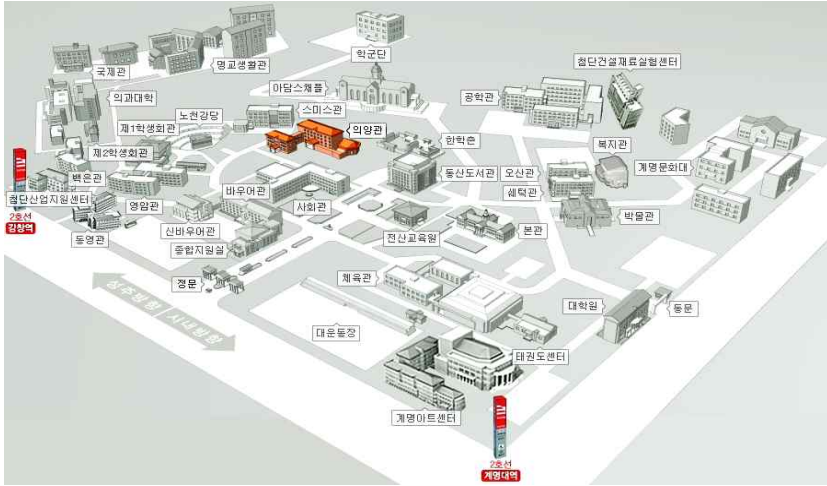 학군단
국제관
명교생활관
첨단건설재료실험센터
아담스채플
의과대학
공학관
노천강당
스미스관
제1학생회관
의양관
한학촌
복지관
제2학생회관
계명문화대
백은관
바우어관
동산도서관
오산관
쉐턱관
첨단산업지원센터
영암관
사회관
2호선
강창역
동영관
신바우어관
전산교육원
본관
박물관
종합지원실
정문
체육관
성주방향
시내방향
대학원
동문
대운동장
태권도센터
계명아트센터
2호선
계명대역